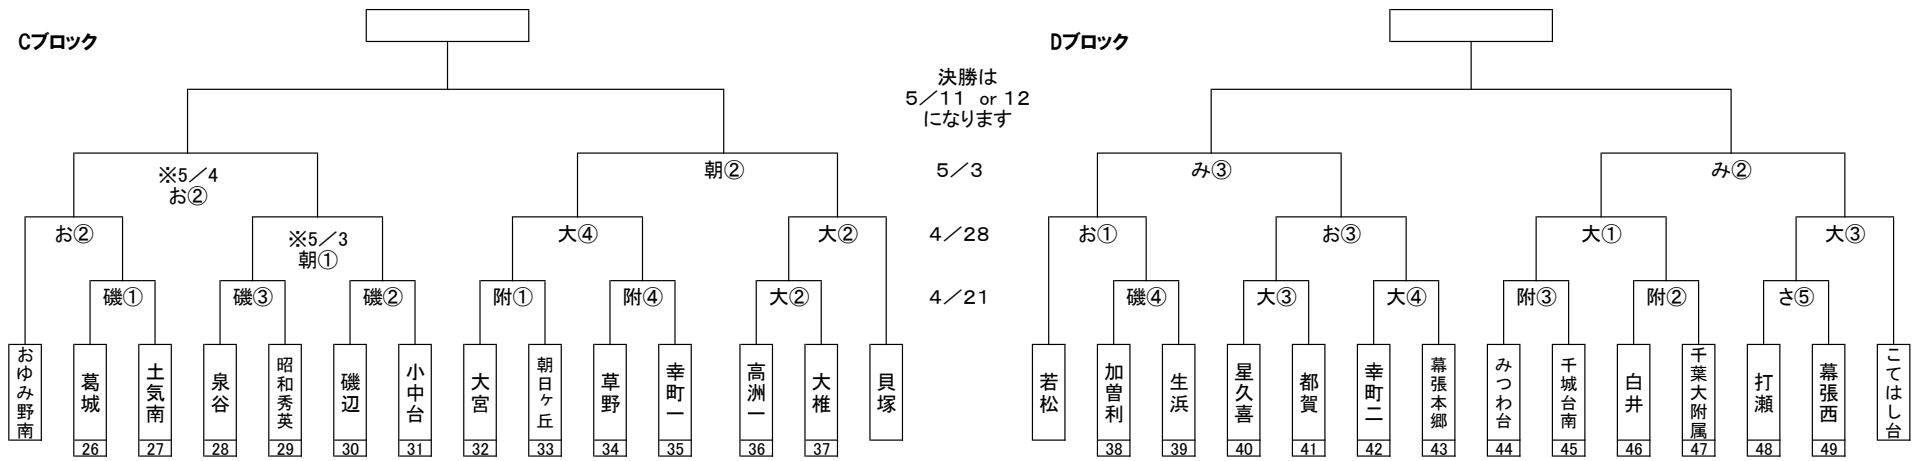 Cブロック
Dブロック
決勝は
5/11 or 12
になります
※5/4
お②
朝②
5/3
み③
み②
お②
※5/3
朝①
大④
大②
4/28
お①
お③
大①
大③
磯①
磯③
磯②
附①
附④
大②
4/21
磯④
大③
大④
附③
附②
さ⑤
おゆみ野南
葛城
土気南
泉谷
昭和秀英
磯辺
小中台
大宮
朝日ヶ丘
草野
幸町一
高洲一
大椎
貝塚
若松
加曽利
生浜
星久喜
都賀
幸町二
幕張本郷
みつわ台
千城台南
白井
千葉大附属
打瀬
幕張西
こてはし台
26 27 28 29 30 31 32 33 34 35 36 37 38 39 40 41 42 43 44 45 46 47 48 49